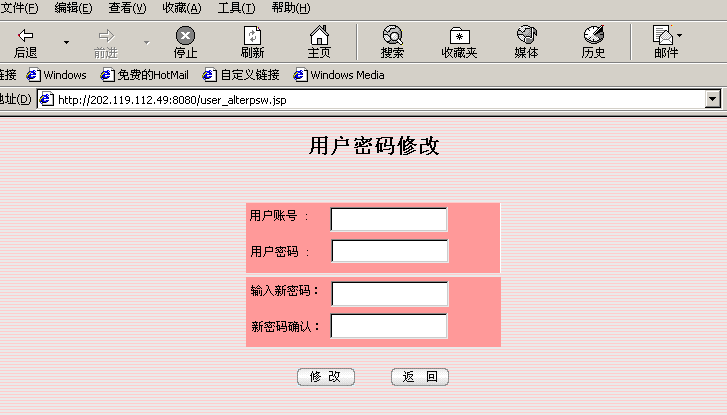 文件(F) 编辑(E) 查看(V) 收藏(A) 工具(T) 帮助(H)
后退 前进 停止 刷新 主页 搜索 收藏夹 媒体 历史 邮件
链接 Windows 免费的HotMail 自定义链接 Windows Media
地址(D) http://202.119.112.49:8080/user_alterpsw.jsp
用户密码修改
用户账号 :
用户密码 :
输入新密码：
新密码确认：
修 改 返 回